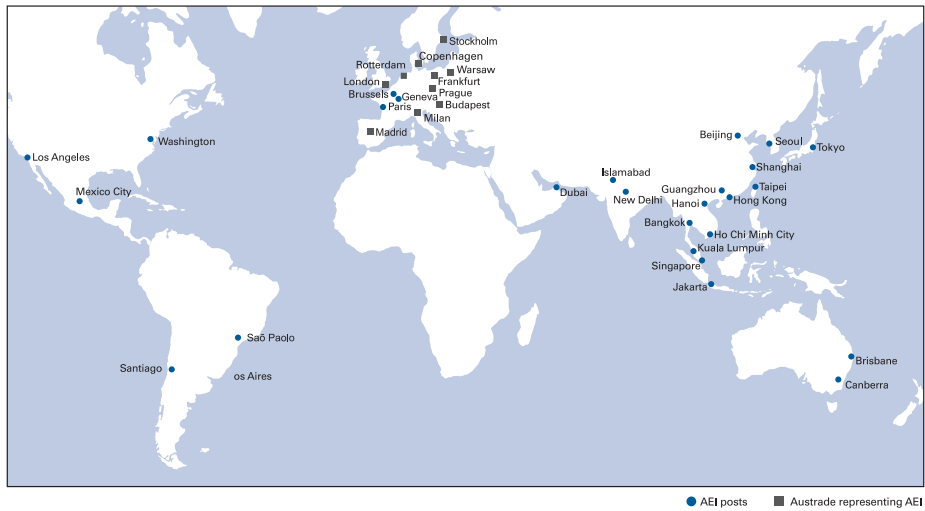 Stockholm
Copenhagen
Rotterdam
Warsaw
London
Frankfurt
Brussels
Geneva
Prague
Paris
Budapest
Milan
Madrid
Washington
Los Angeles
Mexico City
Beijing
Seoul
Tokyo
Shanghai
Islamabad
Dubai
New Delhi
Guangzhou
Taipei
Hanoi
Hong Kong
Bangkok
Ho Chi Minh City
Kuala Lumpur
Singapore
Jakarta
Saõ Paolo
Santiago
os Aires
Brisbane
Canberra
AEI posts
Austrade representing AEI